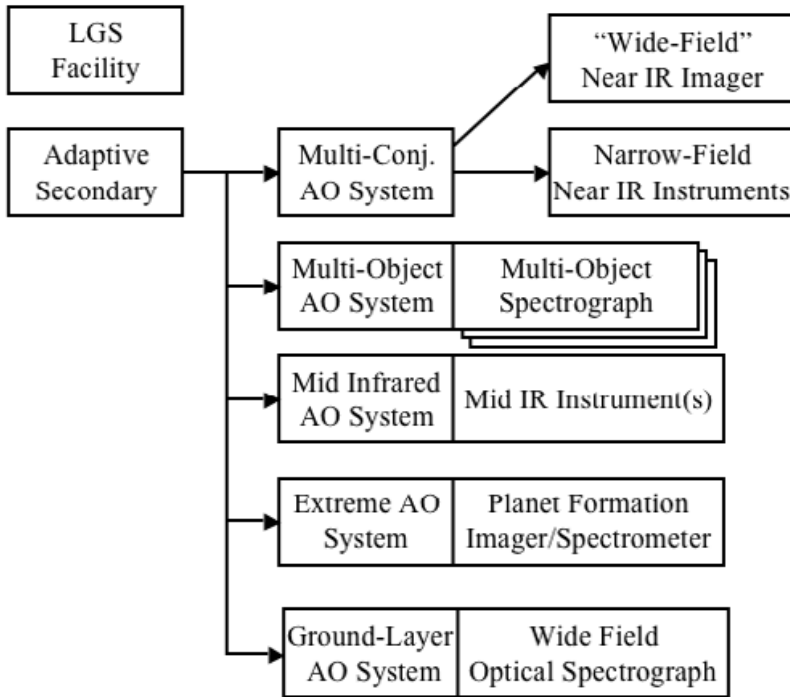 LGS
Facility
“Wide-Field”
Near IR Imager
Adaptive
Secondary
Multi-Conj.
AO System
Narrow-Field
Near IR Instruments
Multi-Object
AO System
Multi-Object
Spectrograph
Mid Infrared
AO System
Mid IR Instrument(s)
Extreme AO
System
Planet Formation
Imager/Spectrometer
Ground-Layer
AO System
Wide Field
Optical Spectrograph